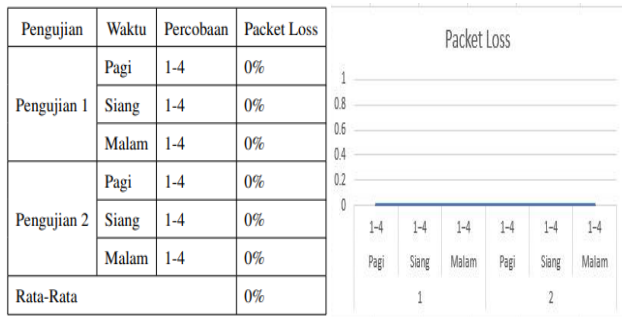 Pengujian Waktu Percobaan Packet Loss
Pengujian 1 Pagi 1-4 0%
Siang 1-4 0%
Malam 1-4 0%
Pengujian 2 Pagi 1-4 0%
Siang 1-4 0%
Malam 1-4 0%
Rata-Rata 0%
Packet Loss
1
0.8
0.6
0.4
0.2
0
1-4 1-4 1-4 1-4 1-4 1-4
Pagi Siang Malam Pagi Siang Malam
1 2